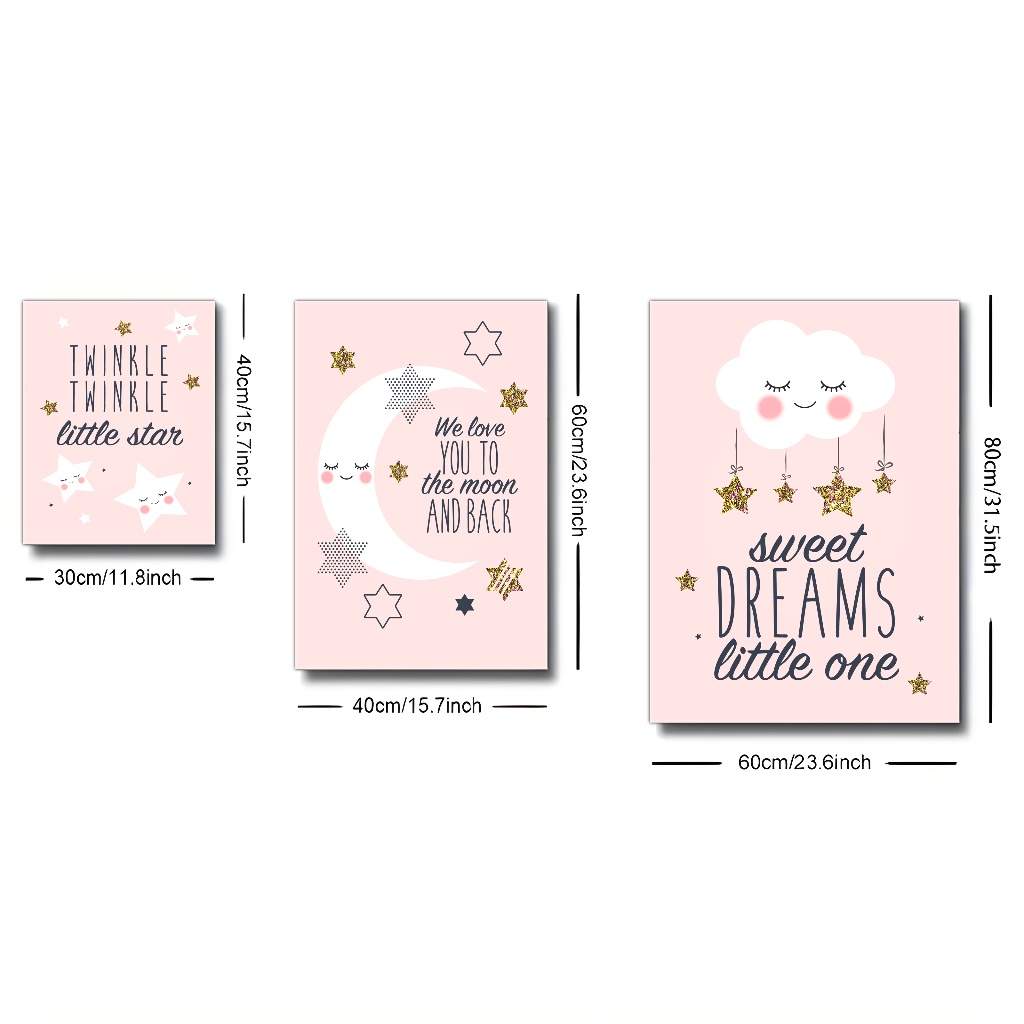 TWINKLE
TWINKLE
little star
40cm/15.7inch
30cm/11.8inch
We love
YOU TO
the moon
AND BACK
60cm/23.6inch
40cm/15.7inch
sweet
DREAMS
little one
80cm/31.5inch
60cm/23.6inch